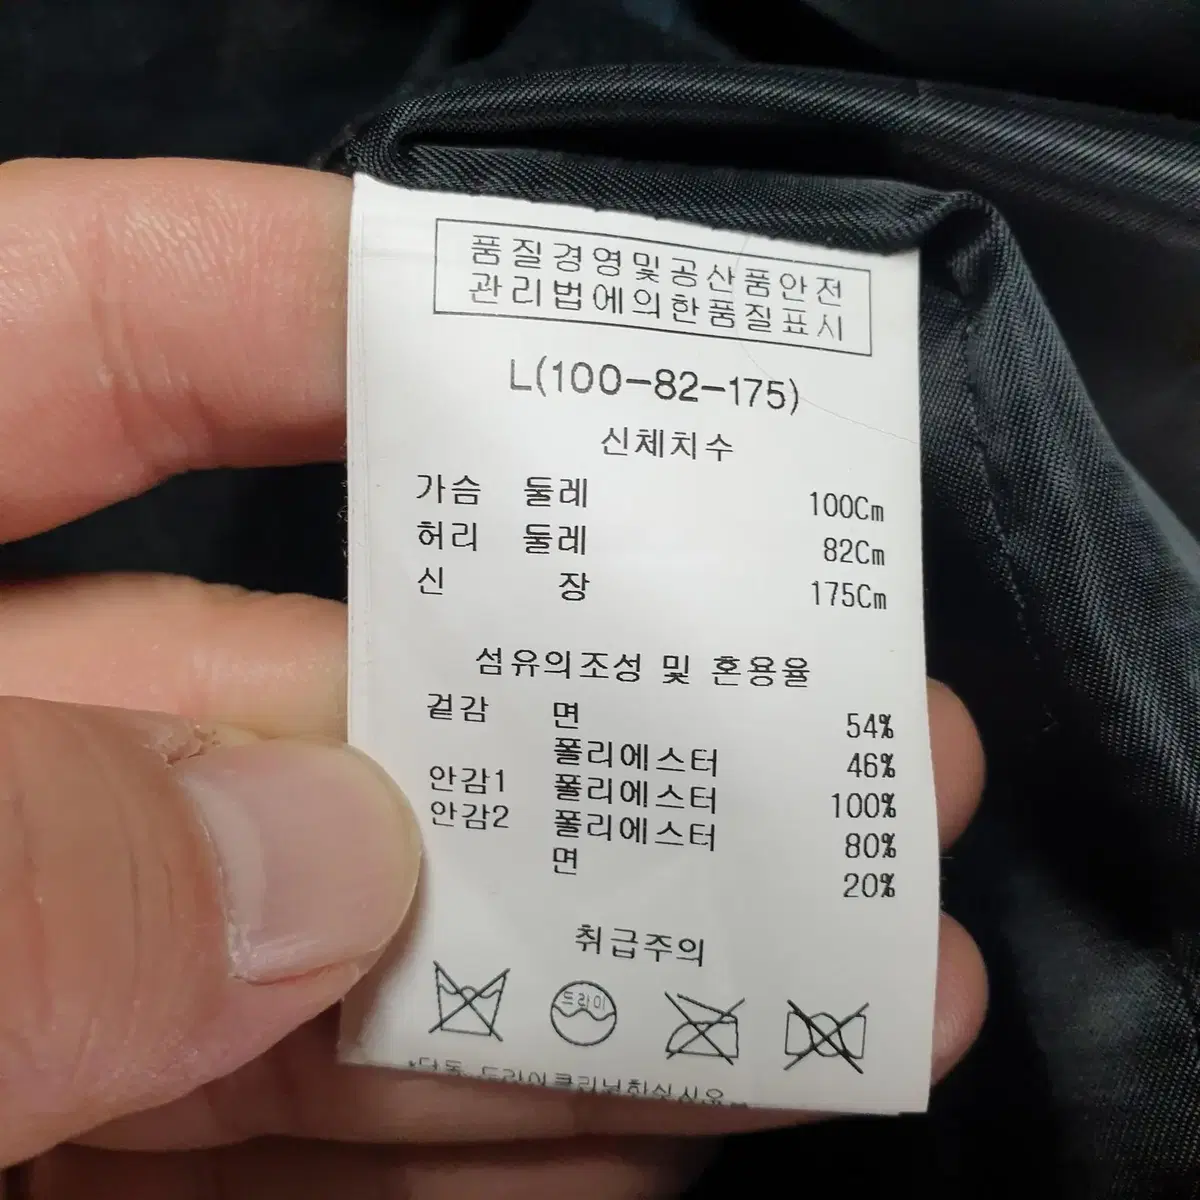 품질경영및공산품안전
관리법에의한품질표시
L(100-82-175)
신체치수
가슴 둘레 100Cm
허리 둘레 82Cm
신 장 175Cm
섬유의조성 및 혼용율
겉감 면 54%
폴리에스터 46%
안감1 폴리에스터 100%
안감2 폴리에스터 80%
면 20%
취급주의
드라이